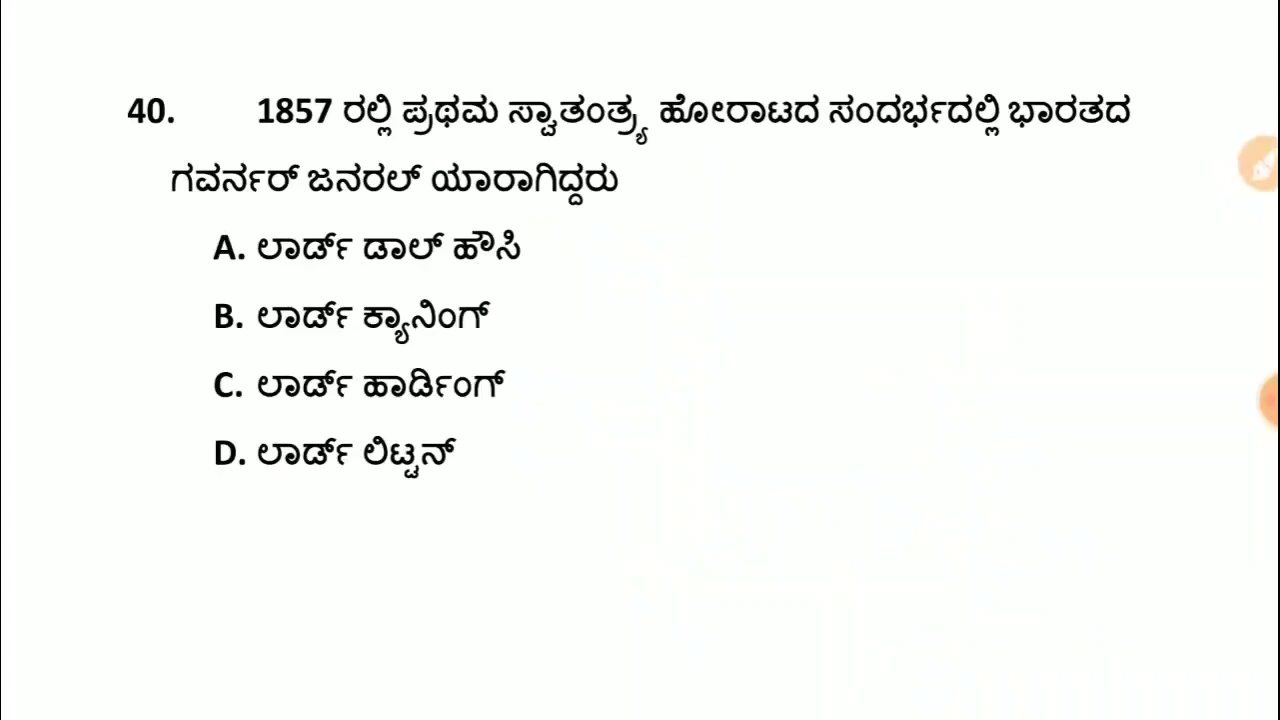 40. 1857 ರಲ್ಲಿ ಪ್ರಥಮ ಸ್ವಾತಂತ್ರ್ಯ ಹೋರಾಟದ ಸಂದರ್ಭದಲ್ಲಿ ಭಾರತದ
ಗವರ್ನರ್ ಜನರಲ್ ಯಾರಾಗಿದ್ದರು
A. ಲಾರ್ಡ್ ಡಾಲ್ ಹೌಸಿ
B. ಲಾರ್ಡ್ ಕ್ಯಾನಿಂಗ್
C. ಲಾರ್ಡ್ ಹಾರ್ಡಿಂಗ್
D. ಲಾರ್ಡ್ ಲಿಟ್ಟನ್